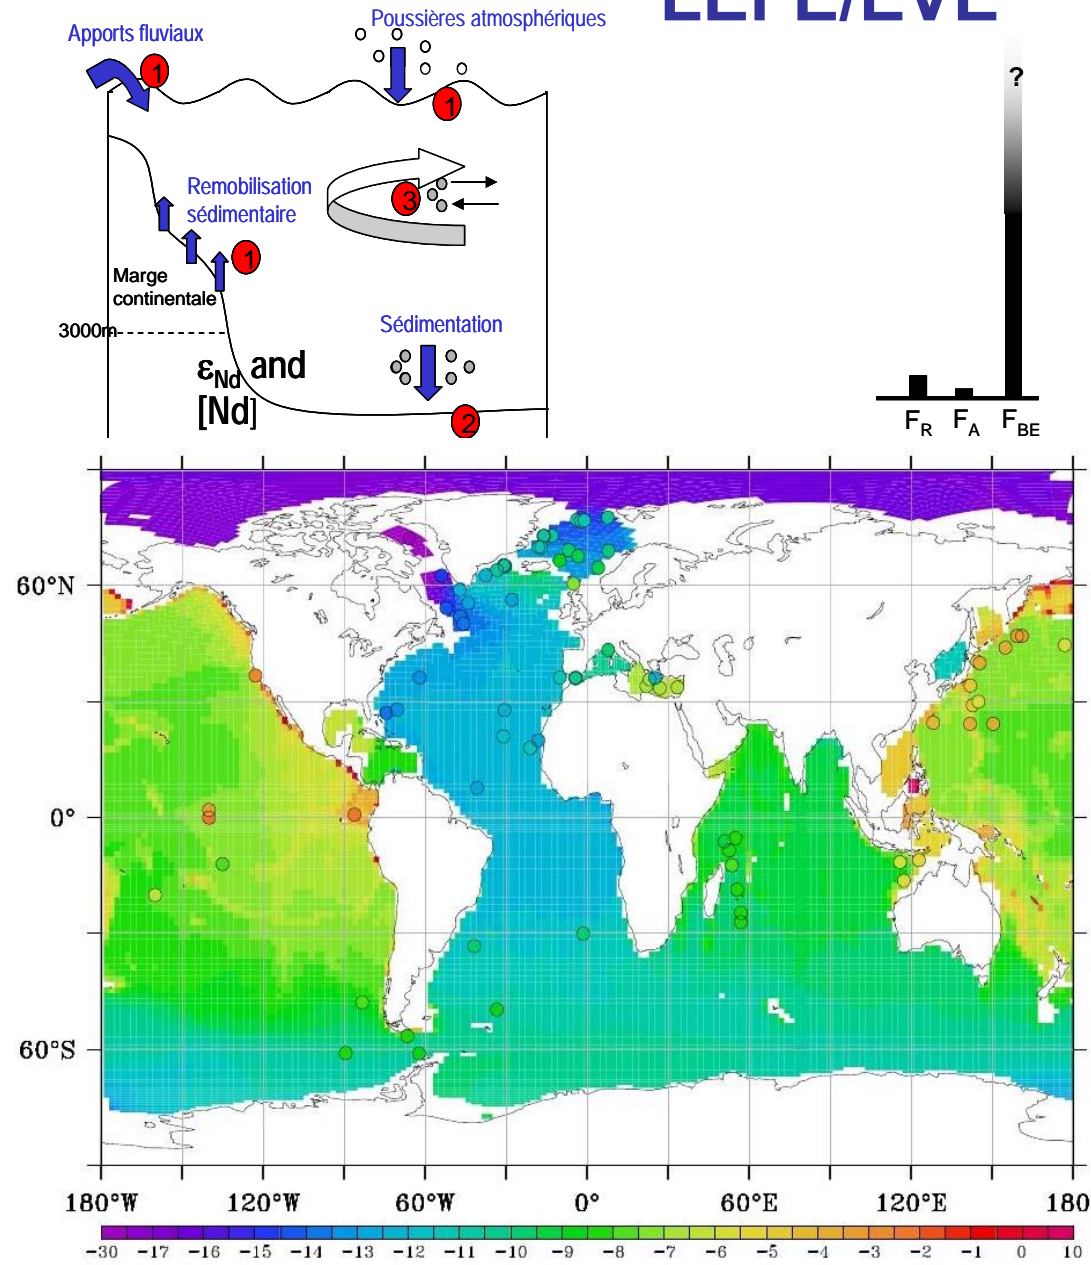 LEFE/EVE
Poussières atmosphériques
Apports fluviaux
1
1
?
Remobilisation
sédimentaire
3
1
Marge
continentale
3000m
Sédimentation
εNd and
[Nd]
2
FR FA FBE
60°N
0°
60°S
180°W 120°W 60°W 0° 60°E 120°E 180
-30 -17 -16 -15 -14 -13 -12 -11 -10 -9 -8 -7 -6 -5 -4 -3 -2 -1 0 10